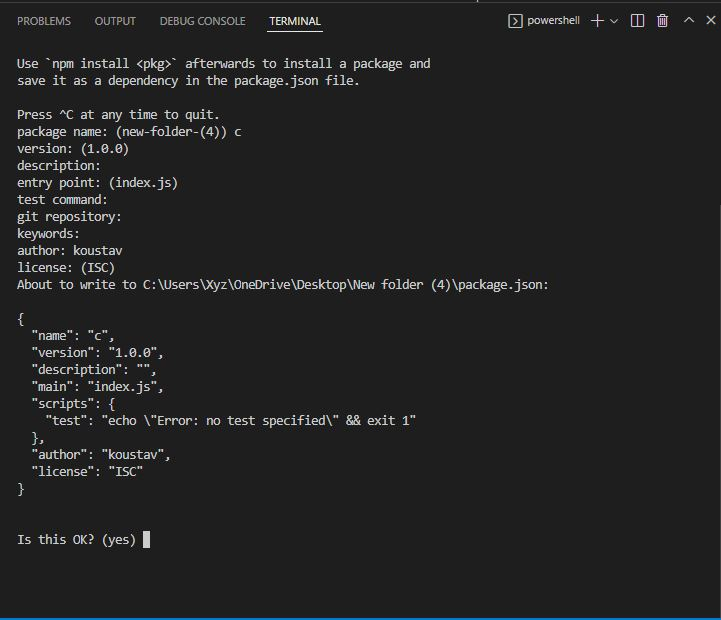 PROBLEMS OUTPUT DEBUG CONSOLE TERMINAL powershell
Use `npm install <pkg>` afterwards to install a package and
save it as a dependency in the package.json file.
Press ^C at any time to quit.
package name: (new-folder-(4)) c
version: (1.0.0)
description:
entry point: (index.js)
test command:
git repository:
keywords:
author: koustav
license: (ISC)
About to write to C:\Users\Xyz\OneDrive\Desktop\New folder (4)\package.json:
{
  "name": "c",
  "version": "1.0.0",
  "description": "",
  "main": "index.js",
  "scripts": {
    "test": "echo \"Error: no test specified\" && exit 1"
  },
  "author": "koustav",
  "license": "ISC"
}
Is this OK? (yes)